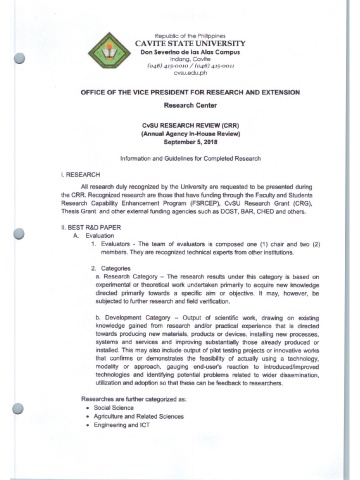 Republic of the Philippines
CAVITE STATE UNIVERSITY
Don Severino de las Alas Campus
Indang, Cavite
(046) 415-0010 / (046) 415-0011
cvsu.edu.ph
OFFICE OF THE VICE PRESIDENT FOR RESEARCH AND EXTENSION
Research Center
CvSU RESEARCH REVIEW (CRR)
(Annual Agency In-House Review)
September 5, 2018
Information and Guidelines for Completed Research
I. RESEARCH
All research duly recognized by the University are requested to be presented during
the CRR. Recognized research are those that have funding through the Faculty and Students
Research Capability Enhancement Program (FSRCEP), CvSU Research Grant (CRG),
Thesis Grant and other external funding agencies such as DOST, BAR, CHED and others.
II. BEST R&D PAPER
A. Evaluation
1. Evaluators - The team of evaluators is composed one (1) chair and two (2)
members. They are recognized technical experts from other institutions.
2. Categories
a. Research Category – The research results under this category is based on
experimental or theoretical work undertaken primarily to acquire new knowledge
directed primarily towards a specific aim or objective. It may, however, be
subjected to further research and field verification.
b. Development Category – Output of scientific work, drawing on existing
knowledge gained from research and/or practical experience that is directed
towards producing new materials, products or devices, installing new processes,
systems and services and improving substantially those already produced or
installed. This may also include output of pilot testing projects or innovative works
that confirms or demonstrates the feasibility of actually using a technology,
modality or approach, gauging end-user's reaction to introduced/improved
technologies and identifying potential problems related to wider dissemination,
utilization and adoption so that these can be feedback to researchers.
Researches are further categorized as:
• Social Science
• Agriculture and Related Sciences
• Engineering and ICT